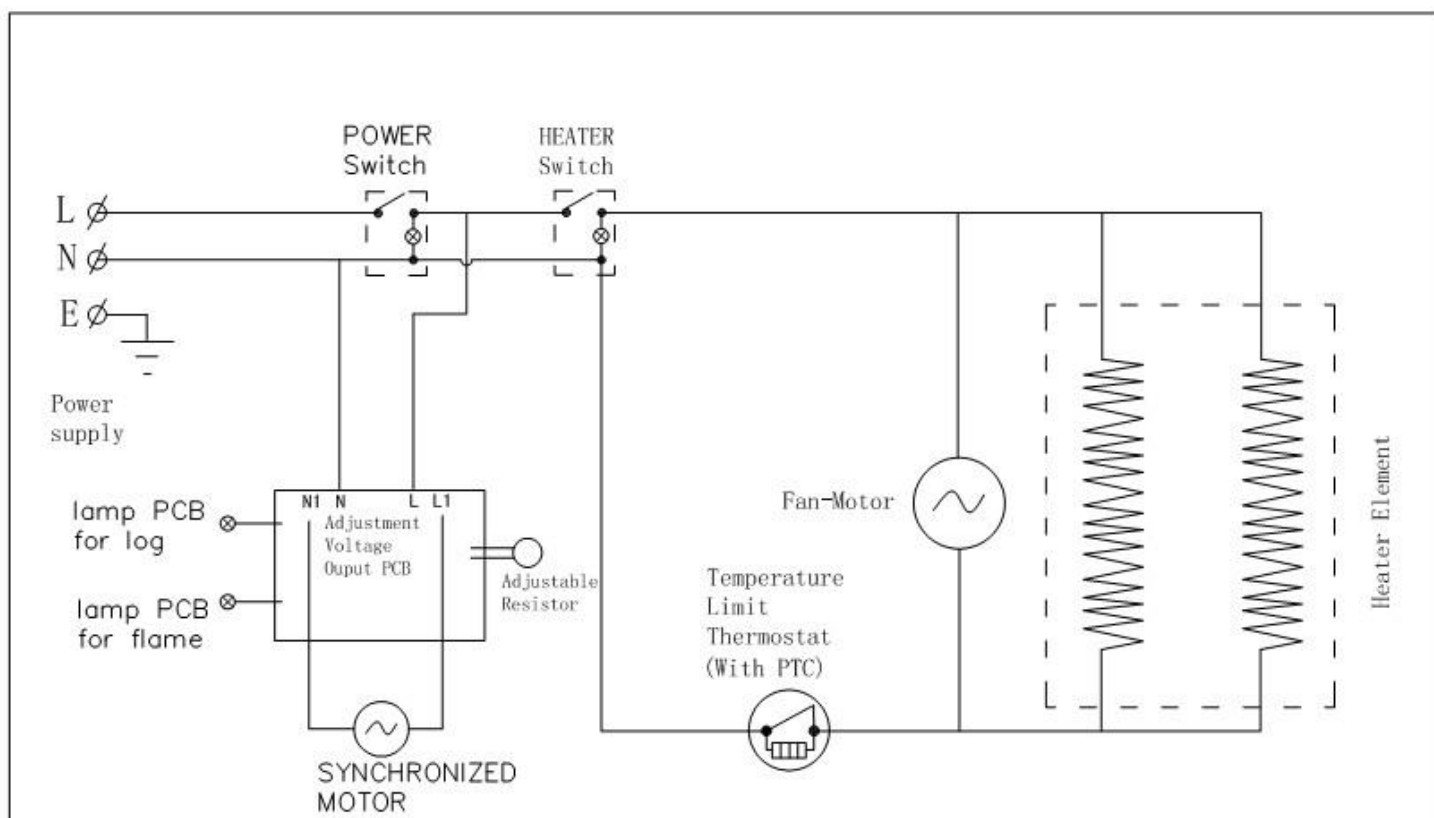 POWER
Switch
HEATER
Switch
L
N
E
Power
supply
lamp PCB
for log
lamp PCB
for flame
N1 N L L1
Adjustment
Voltage
Ouput PCB
Adjustable
Resistor
SYNCHRONIZED
MOTOR
Fan-Motor
Temperature
Limit
Thermostat
(With PTC)
Heater Element